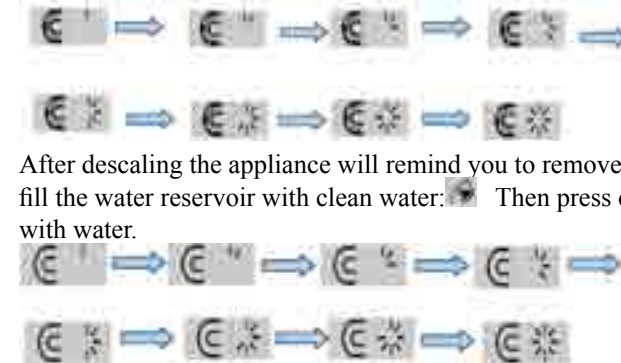 After descaling the appliance will remind you to remove
fill the water reservoir with clean water: Then press
with water.